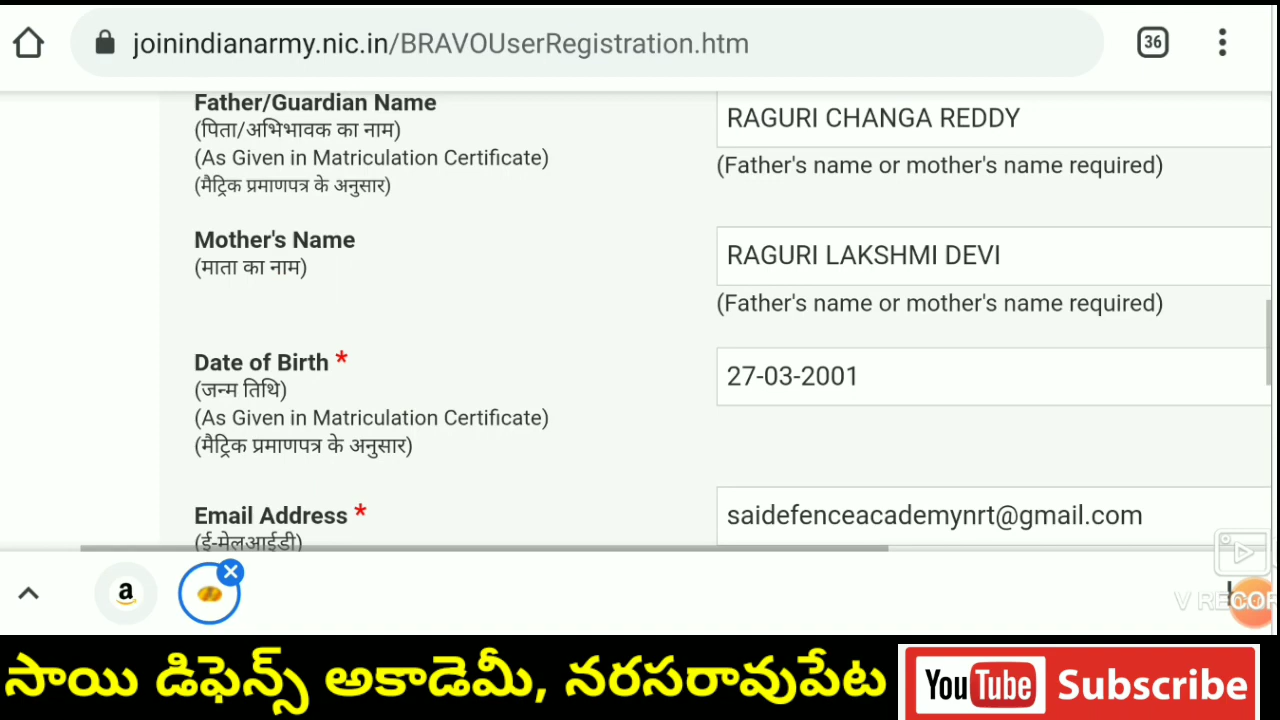 joinindianarmy.nic.in/BRAVOUserRegistration.htm
36
Father/Guardian Name
(पिता/अभिभावक का नाम)
(As Given in Matriculation Certificate)
(मैट्रिक प्रमाणपत्र के अनुसार)
RAGURI CHANGA REDDY
(Father's name or mother's name required)
Mother's Name
(माता का नाम)
RAGURI LAKSHMI DEVI
(Father's name or mother's name required)
Date of Birth *
(जन्म तिथि)
(As Given in Matriculation Certificate)
(मैट्रिक प्रमाणपत्र के अनुसार)
27-03-2001
Email Address *
(ई-मेलआईडी)
saidefenceacademynrt@gmail.com
a
V RECOR
సాయి డిఫెన్స్ అకాడెమీ, నరసరావుపేట
YouTube Subscribe